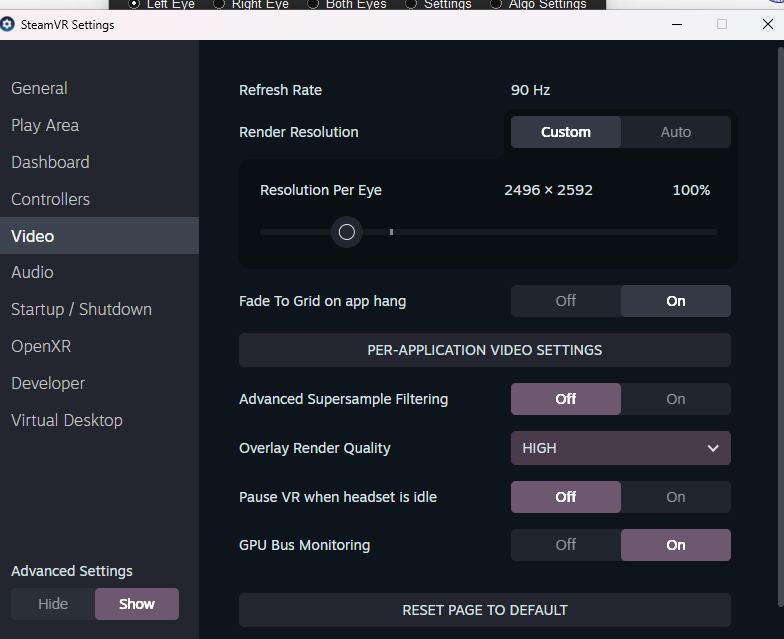 Left Eye Right Eye Both Eyes Settings Algo Settings
SteamVR Settings
General
Play Area
Dashboard
Controllers
Video
Audio
Startup / Shutdown
OpenXR
Developer
Virtual Desktop
Advanced Settings
Hide Show
Refresh Rate 90 Hz
Render Resolution Custom Auto
Resolution Per Eye 2496 × 2592 100%
Fade To Grid on app hang Off On
PER-APPLICATION VIDEO SETTINGS
Advanced Supersample Filtering Off On
Overlay Render Quality HIGH
Pause VR when headset is idle Off On
GPU Bus Monitoring Off On
RESET PAGE TO DEFAULT